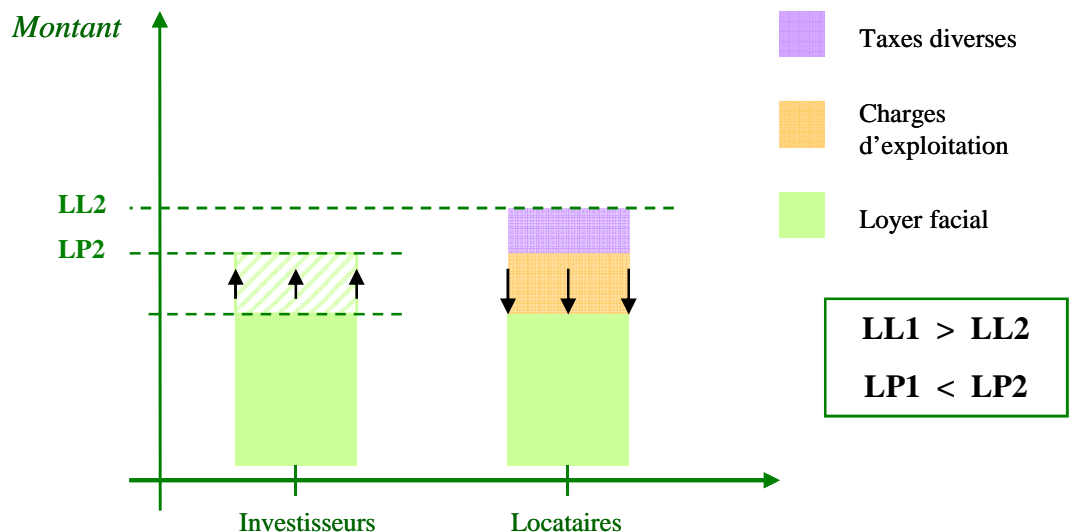 Montant
Taxes diverses
Charges
d'exploitation
LL2
Loyer facial
LP2
LL1 > LL2
LP1 < LP2
Investisseurs
Locataires